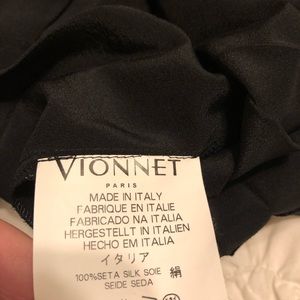 VIONNET
PARIS
MADE IN ITALY
FABRIQUE EN ITALIE
FABRICADO NA ITALIA
HERGESTELLT IN ITALIEN
HECHO EM ITALIA
イタリア
100%SETA SILK SOIE 絹
SEIDE SEDA